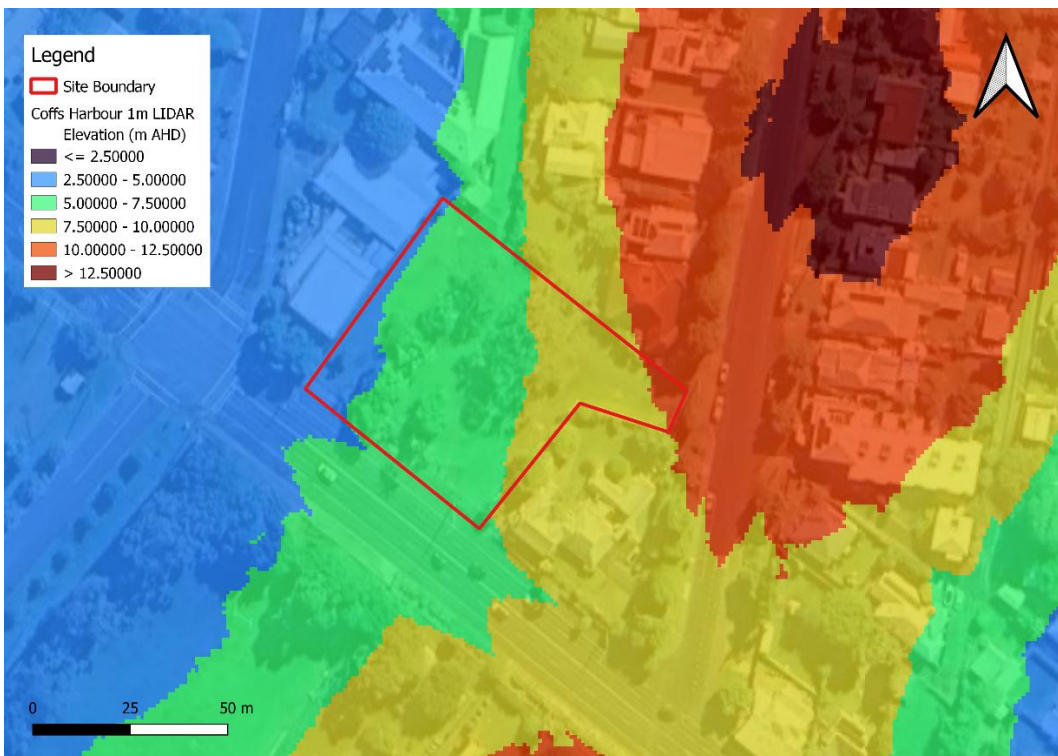 Legend
Site Boundary
Coffs Harbour 1m LIDAR
Elevation (m AHD)
<= 2.50000
2.50000 - 5.00000
5.00000 - 7.50000
7.50000 - 10.00000
10.00000 - 12.50000
> 12.50000
0 25 50 m